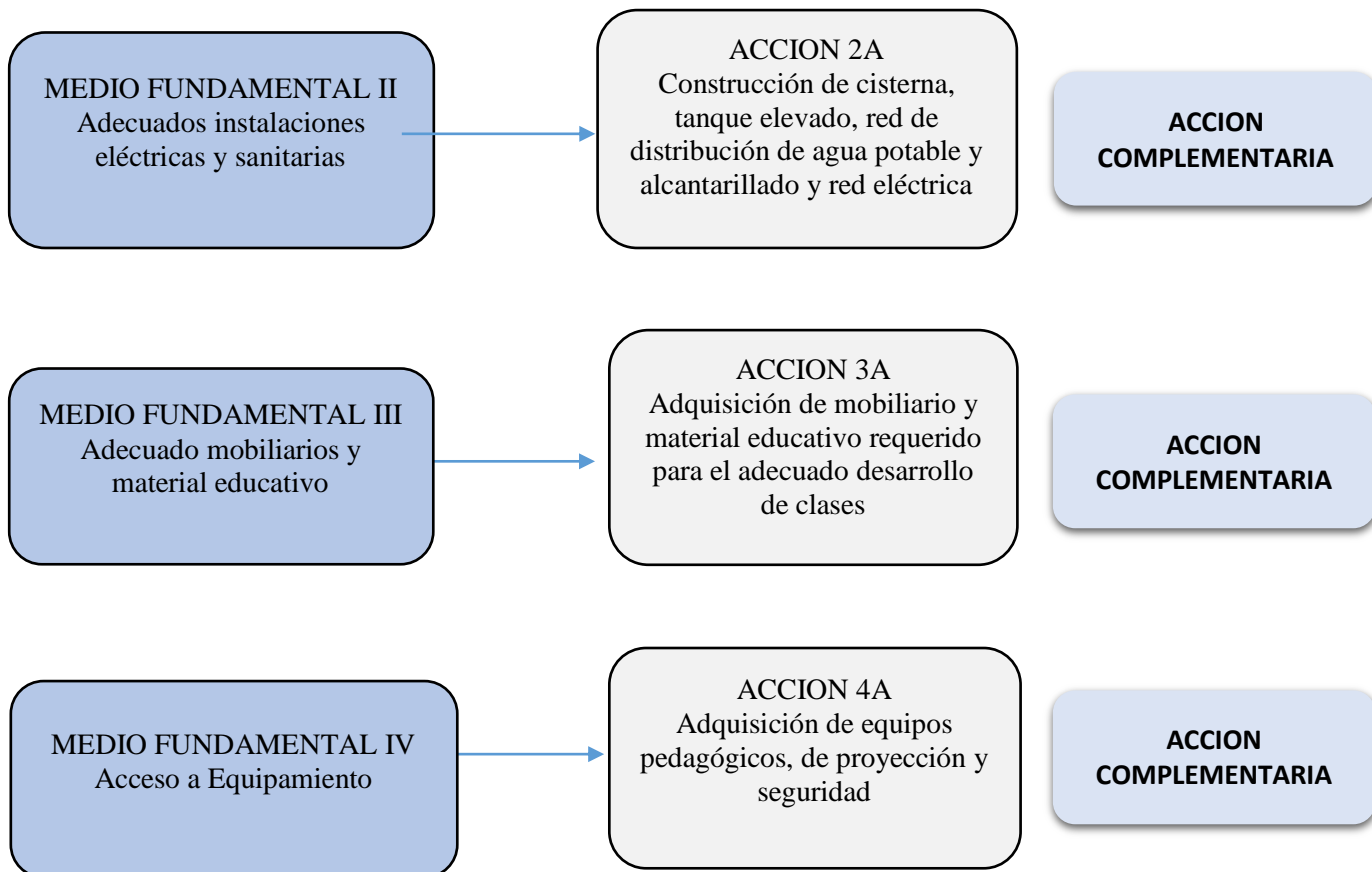 MEDIO FUNDAMENTAL II
Adecuados instalaciones
eléctricas y sanitarias
ACCION 2A
Construcción de cisterna,
tanque elevado, red de
distribución de agua potable y
alcantarillado y red eléctrica
ACCION
COMPLEMENTARIA
MEDIO FUNDAMENTAL III
Adecuado mobiliarios y
material educativo
ACCION 3A
Adquisición de mobiliario y
material educativo requerido
para el adecuado desarrollo
de clases
ACCION
COMPLEMENTARIA
MEDIO FUNDAMENTAL IV
Acceso a Equipamiento
ACCION 4A
Adquisición de equipos
pedagógicos, de proyección y
seguridad
ACCION
COMPLEMENTARIA